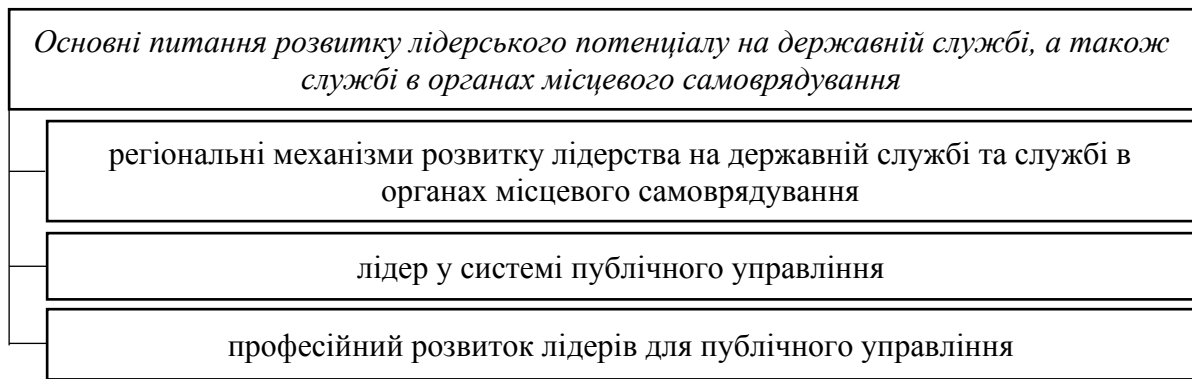 Основні питання розвитку лідерського потенціалу на державній службі, а також
службі в органах місцевого самоврядування
регіональні механізми розвитку лідерства на державній службі та службі в
органах місцевого самоврядування
лідер у системі публічного управління
професійний розвиток лідерів для публічного управління